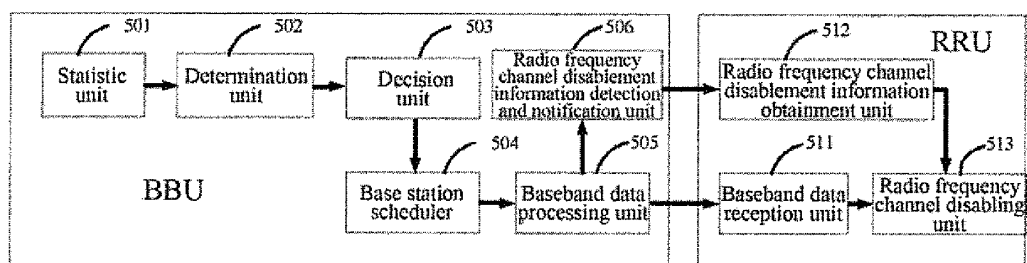 501
502
503
506
512
RRU
Statistic
unit
Determination
unit
Decision
unit
Radio frequency
channel disablement
information detection
and notification unit
Radio frequency channel
disablement information
obtainment unit
504
505
511
513
BBU
Base station
scheduler
Baseband data
processing unit
Baseband data
reception unit
Radio frequency
channel disabling
unit